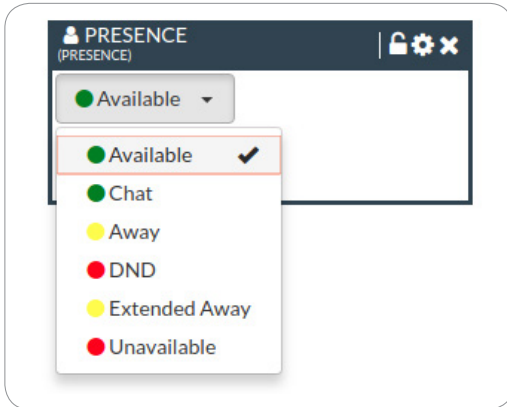 PRESENCE
(PRESENCE)
Available
Available
Chat
Away
DND
Extended Away
Unavailable